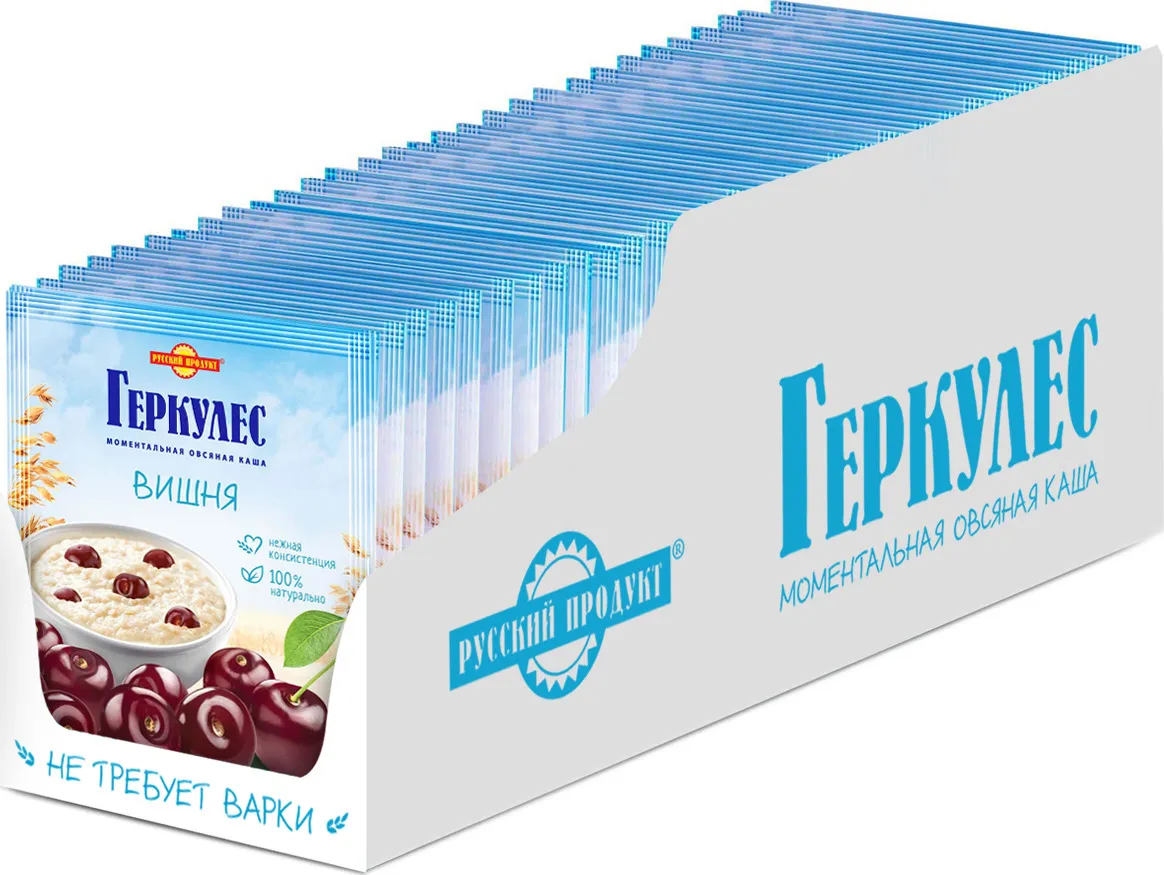 РУССКИЙ ПРОДУКТ ®
ГЕРКУЛЕС
МОМЕНТАЛЬНАЯ ОВСЯНАЯ КАША
ВИШНЯ
нежная
консистенция
100%
натурально
НЕ ТРЕБУЕТ ВАРКИ
РУССКИЙ ПРОДУКТ ®
ГЕРКУЛЕС
МОМЕНТАЛЬНАЯ ОВСЯНАЯ КАША